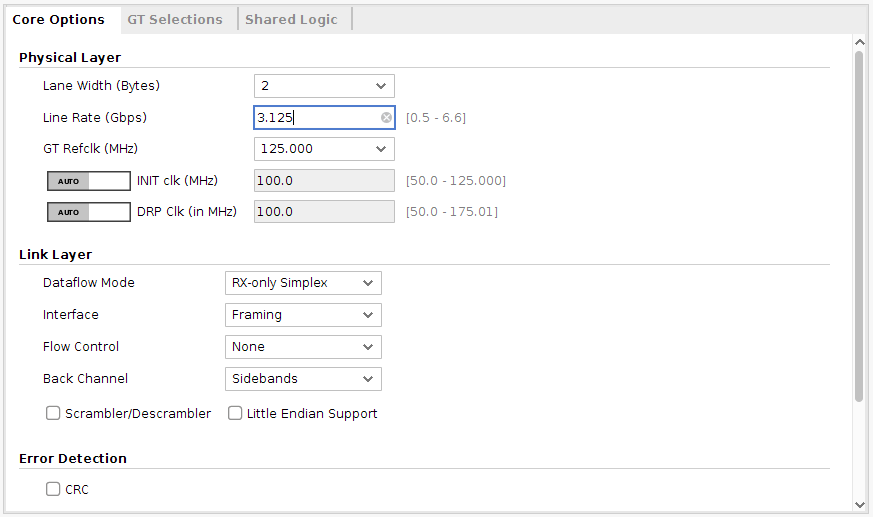 Core Options GT Selections Shared Logic
Physical Layer
Lane Width (Bytes) 2
Line Rate (Gbps) 3.125 [0.5 - 6.6]
GT Refclk (MHz) 125.000
AUTO INIT clk (MHz) 100.0 [50.0 - 125.000]
AUTO DRP Clk (in MHz) 100.0 [50.0 - 175.01]
Link Layer
Dataflow Mode RX-only Simplex
Interface Framing
Flow Control None
Back Channel Sidebands
Scrambler/Descrambler Little Endian Support
Error Detection
CRC